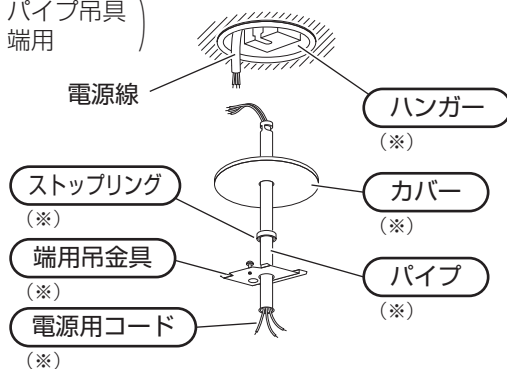 パイプ吊具
端用
電源線
ハンガー
(※)
ストップリング
(※)
カバー
(※)
端用吊金具
(※)
パイプ
(※)
電源用コード
(※)